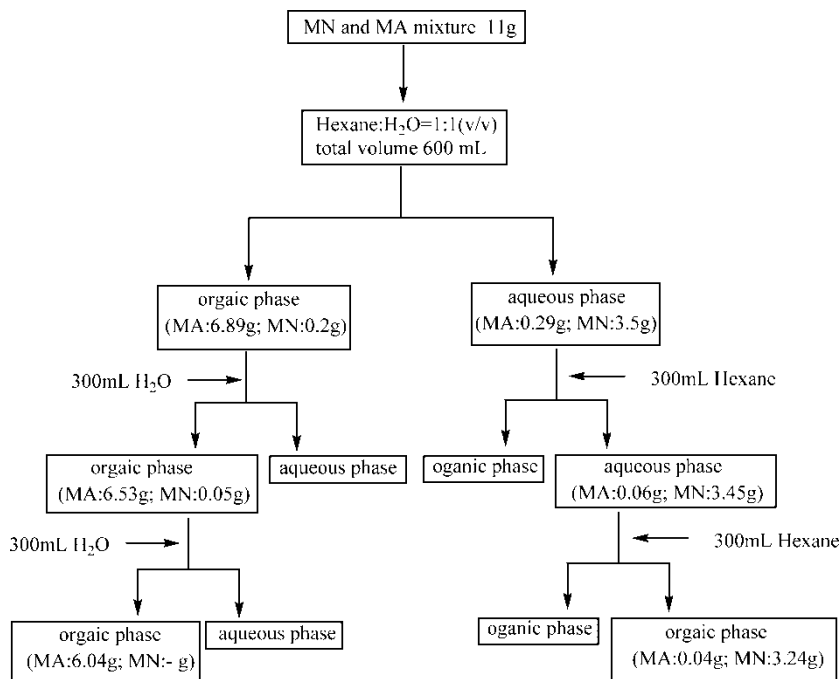 MN and MA mixture 11g
Hexane:H₂O=1:1(v/v)
total volume 600 mL
orgaic phase
(MA:6.89g; MN:0.2g)
aqueous phase
(MA:0.29g; MN:3.5g)
300mL H₂O
300mL Hexane
orgaic phase
(MA:6.53g; MN:0.05g)
aqueous phase
oganic phase
aqueous phase
(MA:0.06g; MN:3.45g)
300mL H₂O
300mL Hexane
orgaic phase
(MA:6.04g; MN:- g)
aqueous phase
oganic phase
orgaic phase
(MA:0.04g; MN:3.24g)